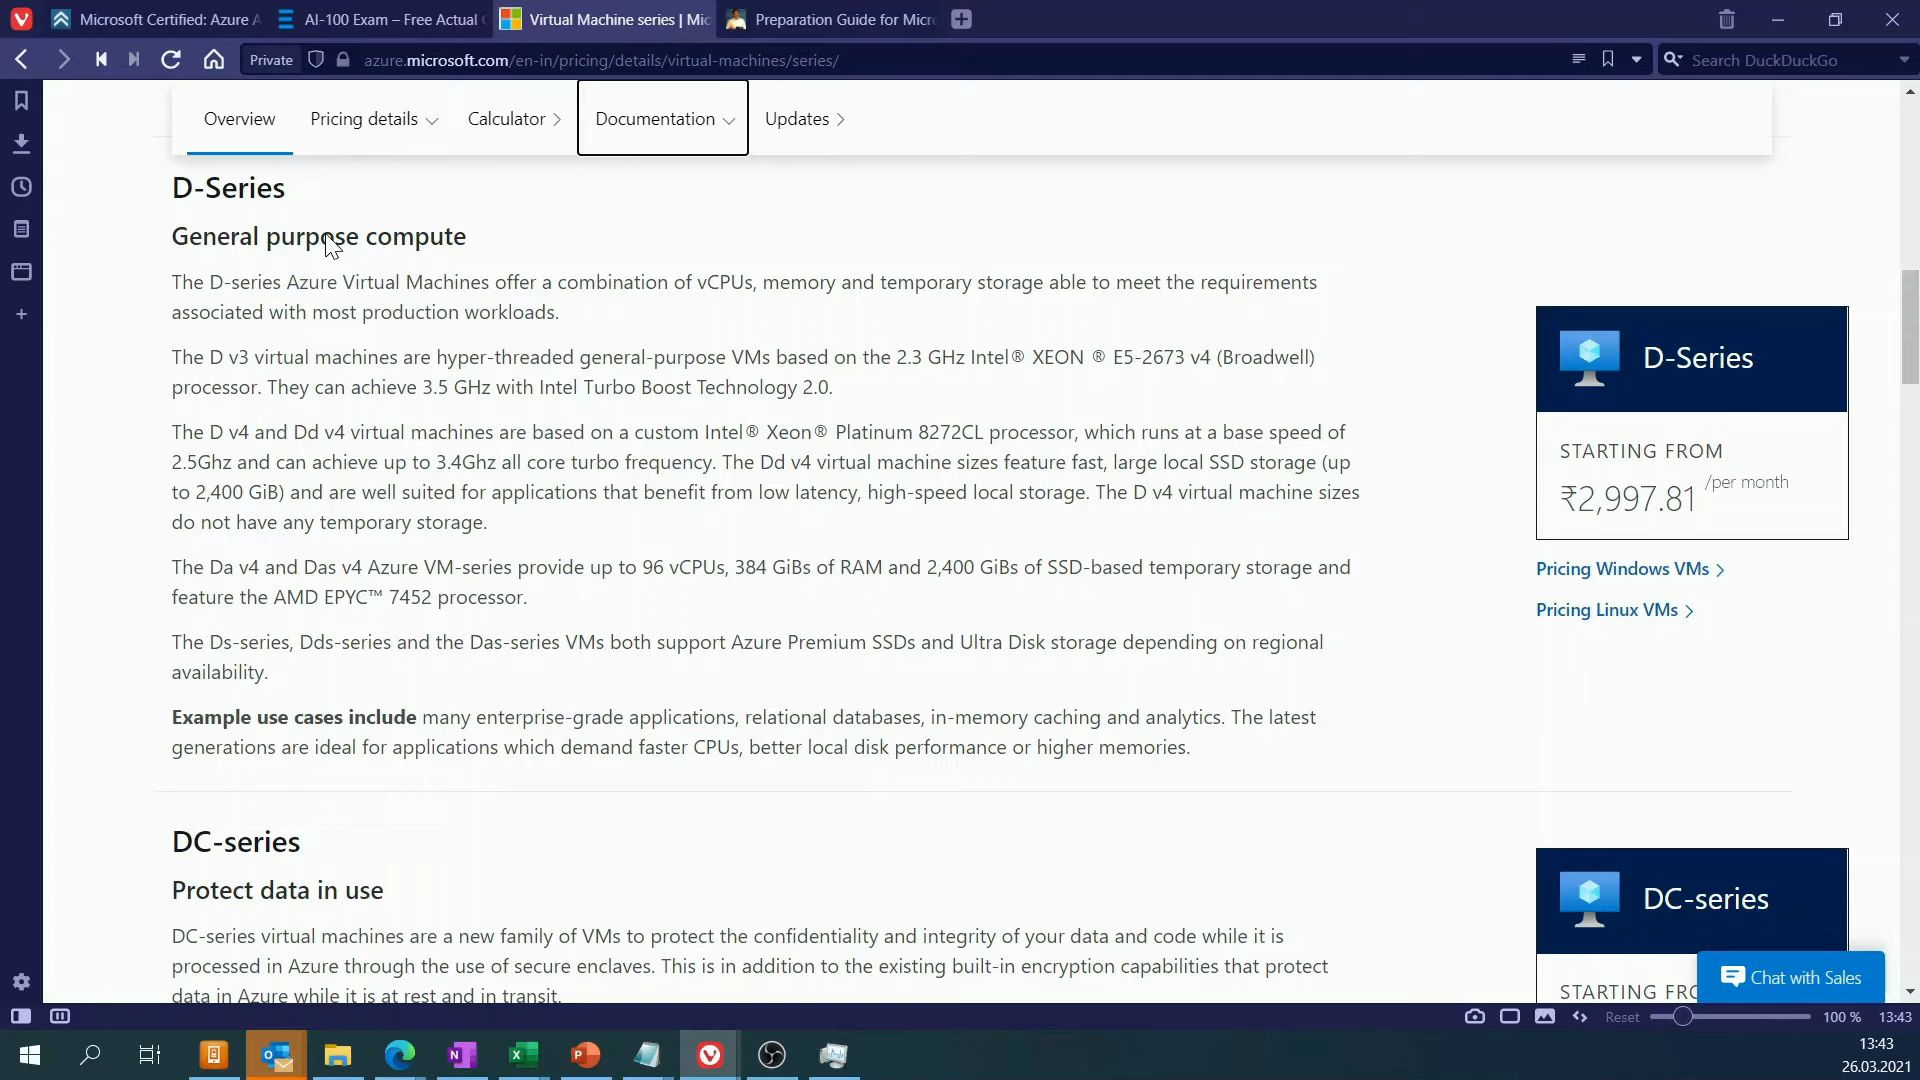 Microsoft Certified: Azure A
AI-100 Exam – Free Actual
Virtual Machine series | Mic
Preparation Guide for Micr
Private
azure.microsoft.com/en-in/pricing/details/virtual-machines/series/
Search DuckDuckGo
Overview
Pricing details
Calculator
Documentation
Updates
D-Series
General purpose compute
The D-series Azure Virtual Machines offer a combination of vCPUs, memory and temporary storage able to meet the requirements
associated with most production workloads.
The D v3 virtual machines are hyper-threaded general-purpose VMs based on the 2.3 GHz Intel® XEON ® E5-2673 v4 (Broadwell)
processor. They can achieve 3.5 GHz with Intel Turbo Boost Technology 2.0.
The D v4 and Dd v4 virtual machines are based on a custom Intel® Xeon® Platinum 8272CL processor, which runs at a base speed of
2.5Ghz and can achieve up to 3.4Ghz all core turbo frequency. The Dd v4 virtual machine sizes feature fast, large local SSD storage (up
to 2,400 GiB) and are well suited for applications that benefit from low latency, high-speed local storage. The D v4 virtual machine sizes
do not have any temporary storage.
The Da v4 and Das v4 Azure VM-series provide up to 96 vCPUs, 384 GiBs of RAM and 2,400 GiBs of SSD-based temporary storage and
feature the AMD EPYC™ 7452 processor.
The Ds-series, Dds-series and the Das-series VMs both support Azure Premium SSDs and Ultra Disk storage depending on regional
availability.
Example use cases include many enterprise-grade applications, relational databases, in-memory caching and analytics. The latest
generations are ideal for applications which demand faster CPUs, better local disk performance or higher memories.
D-Series
STARTING FROM
₹2,997.81 /per month
Pricing Windows VMs
Pricing Linux VMs
DC-series
Protect data in use
DC-series virtual machines are a new family of VMs to protect the confidentiality and integrity of your data and code while it is
processed in Azure through the use of secure enclaves. This is in addition to the existing built-in encryption capabilities that protect
data in Azure while it is at rest and in transit.
DC-series
STARTING FRO
Chat with Sales
Reset
100 %
13:43
13:43
26.03.2021